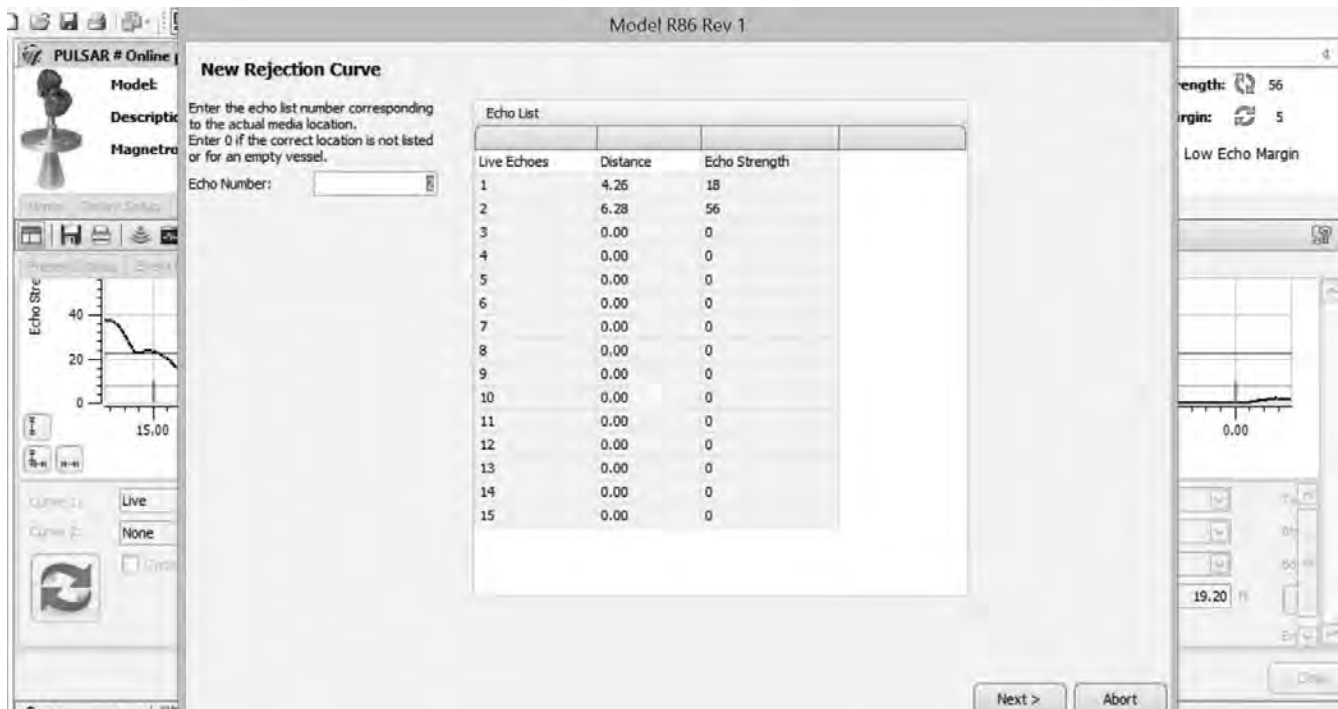 Model R86 Rev 1
PULSAR # Online
Model:
Descriptic
Magnetro
New Rejection Curve
Enter the echo list number corresponding
to the actual media location.
Enter 0 if the correct location is not listed
or for an empty vessel.
Echo Number:
Echo List
Live Echoes Distance Echo Strength
1 4.26 18
2 6.28 56
3 0.00 0
4 0.00 0
5 0.00 0
6 0.00 0
7 0.00 0
8 0.00 0
9 0.00 0
10 0.00 0
11 0.00 0
12 0.00 0
13 0.00 0
14 0.00 0
15 0.00 0
rength: 56
rgin: 5
Low Echo Margin
Echo Stre
40
20
0
15.00
0.00
Curve 1: Live
Curve 2: None
19.20
Next > Abort